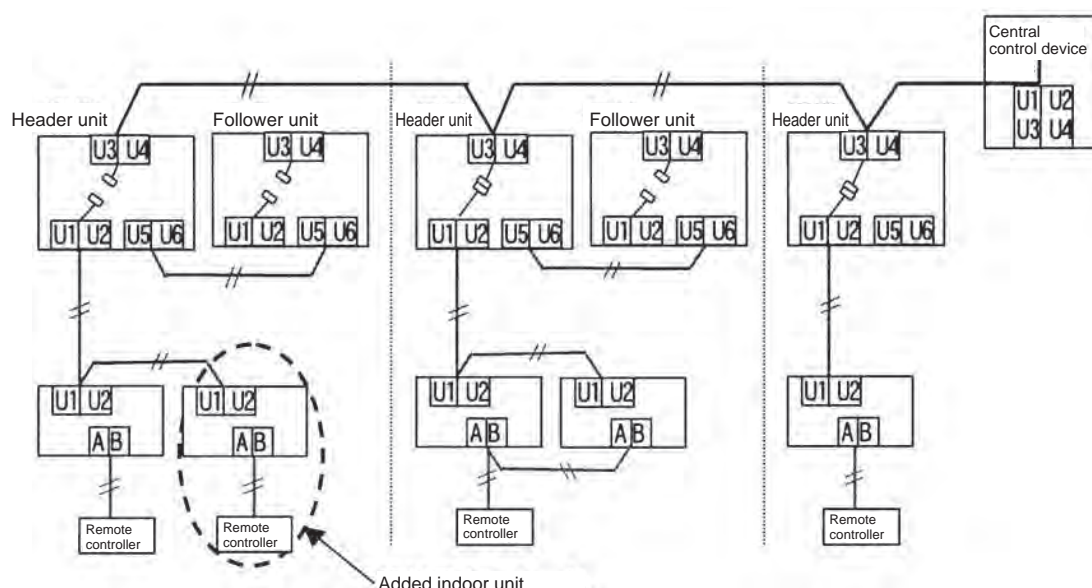 Central
control device
U1 U2
U3 U4
Header unit
Follower unit
Header unit
Follower unit
Header unit
U3 U4
U3 U4
U3 U4
U3 U4
U3 U4
U1 U2 U5 U6
U1 U2 U5 U6
U1 U2 U5 U6
U1 U2 U5 U6
U1 U2 U5 U6
U1 U2
U1 U2
U1 U2
U1 U2
U1 U2
A B
A B
A B
A B
A B
Remote
controller
Remote
controller
Remote
controller
Remote
controller
Added indoor unit